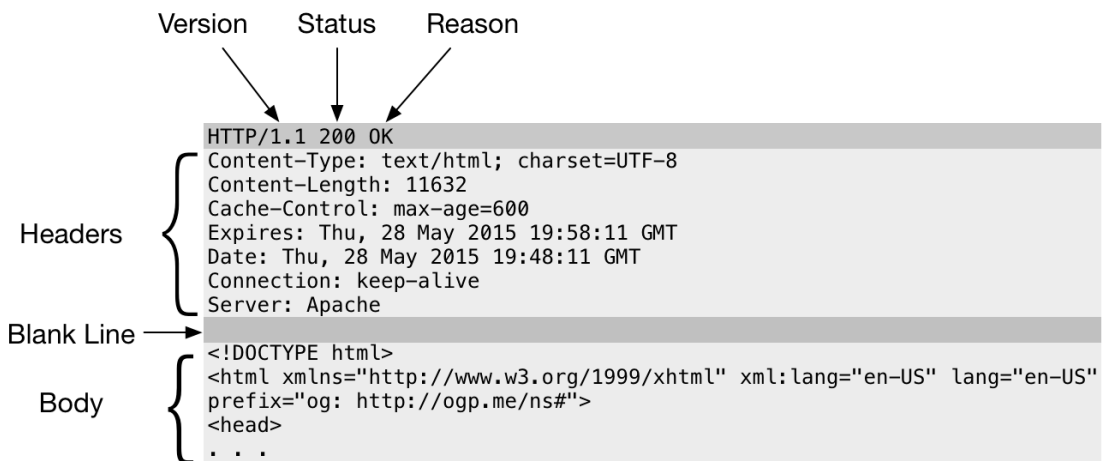 Version Status Reason
HTTP/1.1 200 OK
Headers
Content-Type: text/html; charset=UTF-8
Content-Length: 11632
Cache-Control: max-age=600
Expires: Thu, 28 May 2015 19:58:11 GMT
Date: Thu, 28 May 2015 19:48:11 GMT
Connection: keep-alive
Server: Apache
Blank Line
Body
<!DOCTYPE html>
<html xmlns="http://www.w3.org/1999/xhtml" xml:lang="en-US" lang="en-US"
prefix="og: http://ogp.me/ns#">
<head>
. . .